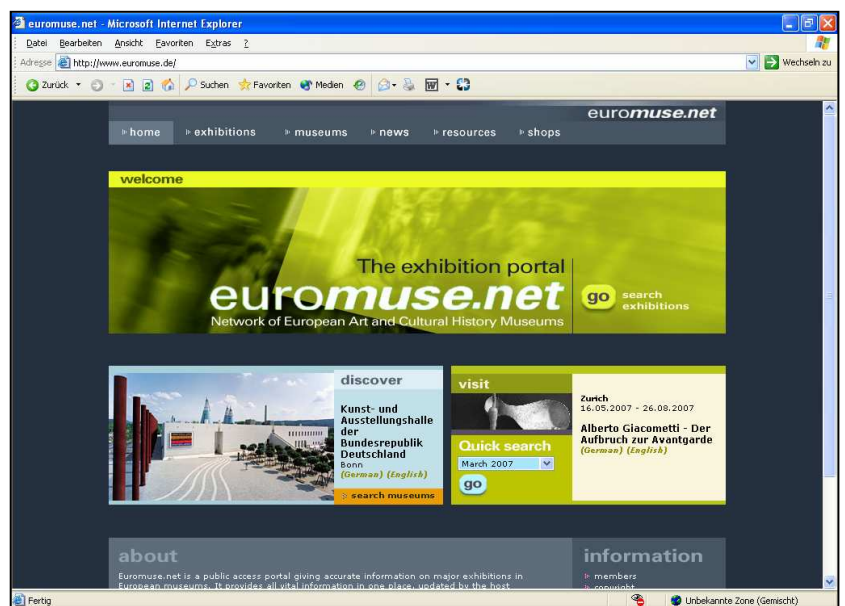 euromuse.net - Microsoft Internet Explorer
Datei Bearbeiten Ansicht Favoriten Extras ?
Adresse http://www.euromuse.de/ Wechseln zu
Zurück Suchen Favoriten Medien
euromuse.net
home exhibitions museums news resources shops
welcome
The exhibition portal
euromuse.net
Network of European Art and Cultural History Museums
go search
exhibitions
discover
Kunst- und
Ausstellungshalle
der
Bundesrepublik
Deutschland
Bonn
(German) (English)
search museums
visit
Quick search
March 2007
go
Zurich
16.05.2007 - 26.08.2007
Alberto Giacometti - Der
Aufbruch zur Avantgarde
(German) (English)
about
Euromuse.net is a public access portal giving accurate information on major exhibitions in
European museums. It provides all vital information in one place, updated by the host
information
members
copyright
Fertig Unbekannte Zone (Gemischt)